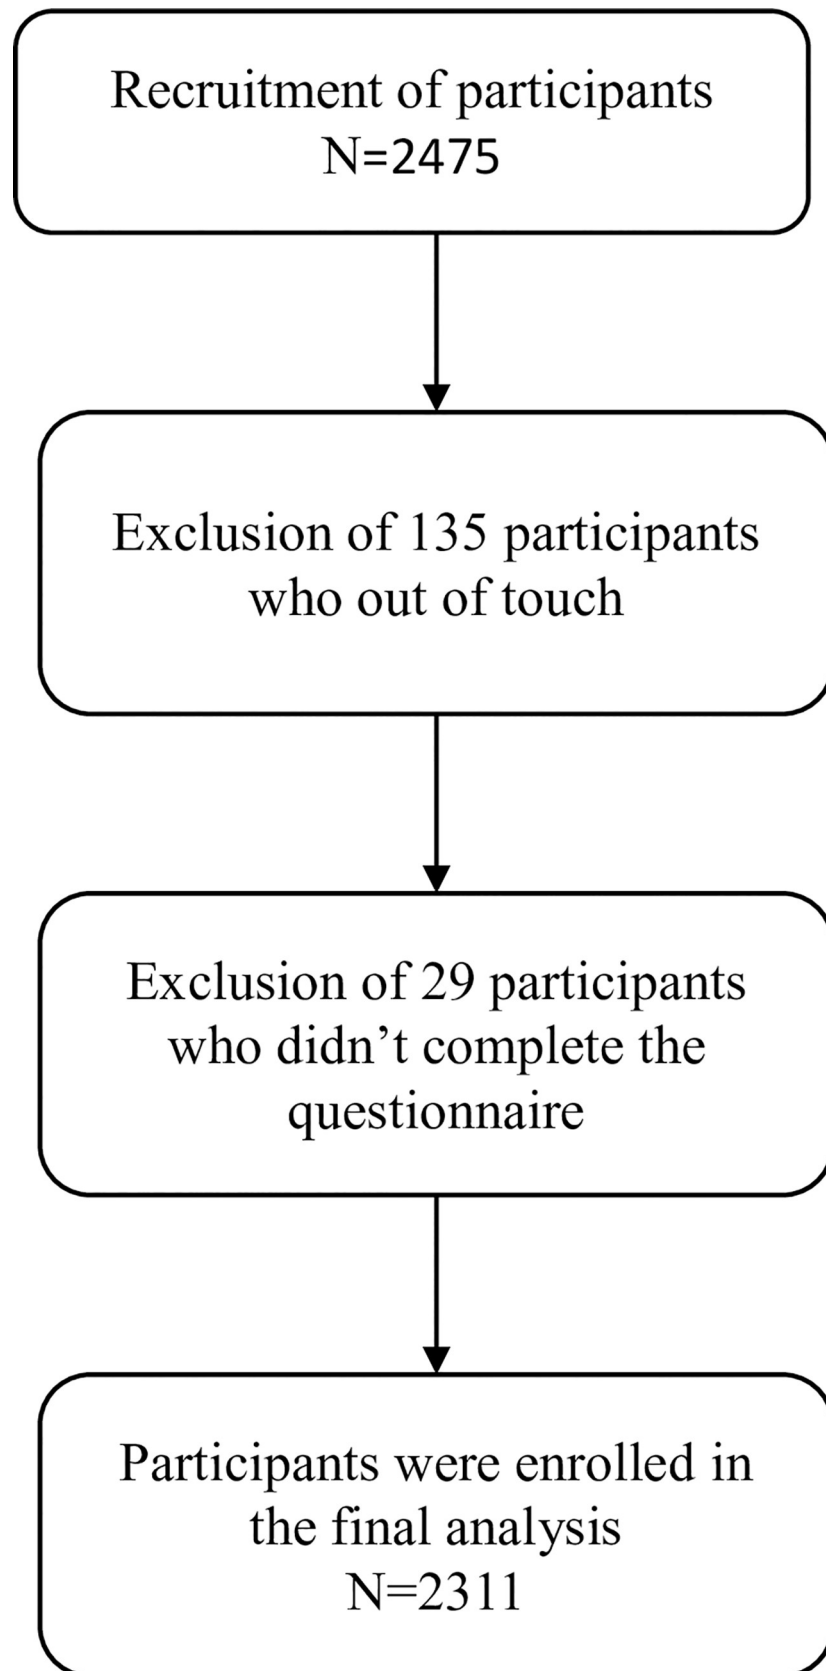 Recruitment of participants
N=2475
Exclusion of 135 participants
who out of touch
Exclusion of 29 participants
who didn’t complete the
questionnaire
Participants were enrolled in
the final analysis
N=2311